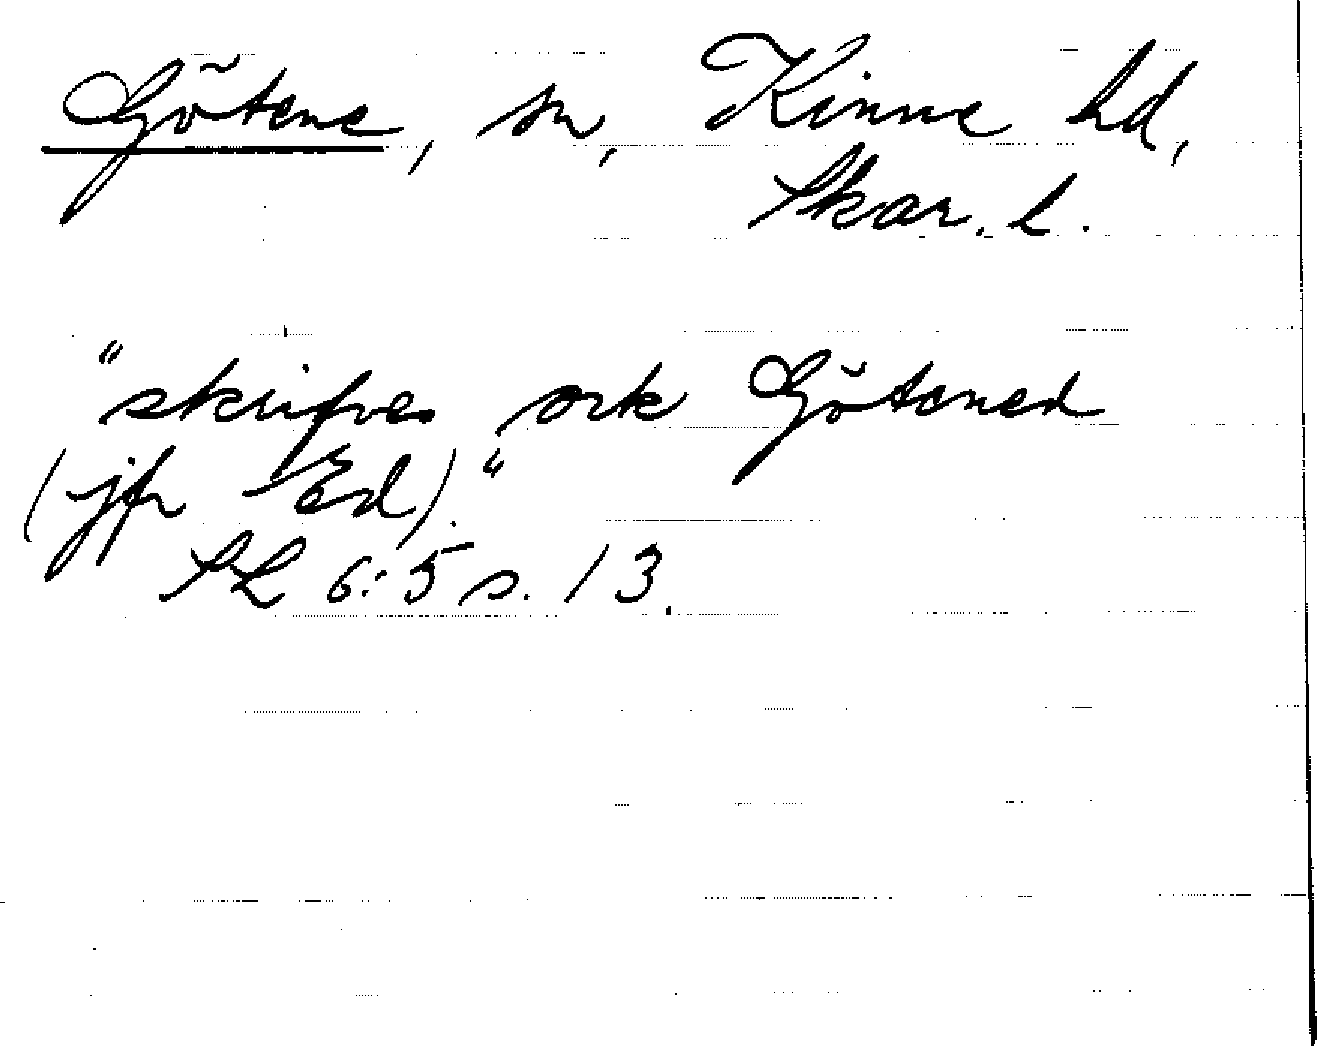 Götene, sn, Kinne hd,
Skar. l.
"skrifves ock Götened
(jfr Ed)."
SL 6:5 s. 13.